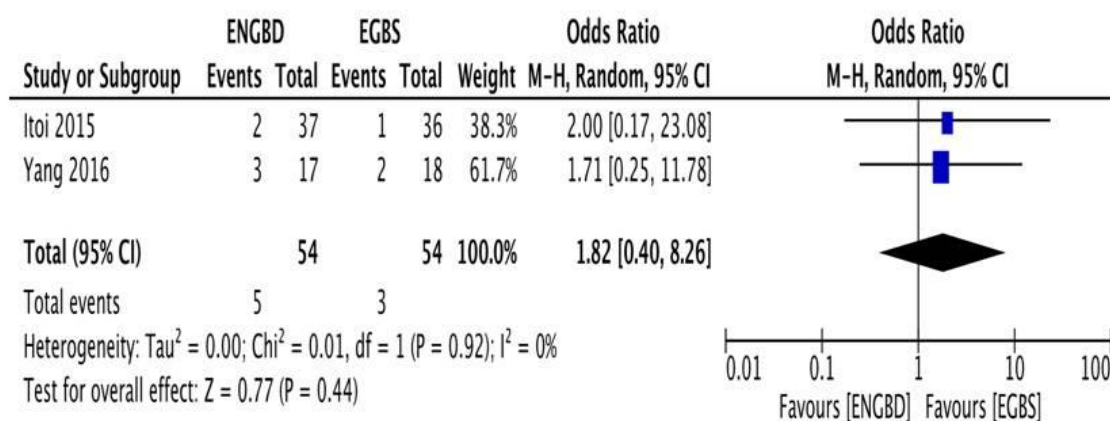 ENGBD EGBS Odds Ratio Odds Ratio
Study or Subgroup Events Total Events Total Weight M-H, Random, 95% CI M-H, Random, 95% CI
Itoi 2015 2 37 1 36 38.3% 2.00 [0.17, 23.08]
Yang 2016 3 17 2 18 61.7% 1.71 [0.25, 11.78]
Total (95% CI) 54 54 100.0% 1.82 [0.40, 8.26]
Total events 5 3
Heterogeneity: Tau² = 0.00; Chi² = 0.01, df = 1 (P = 0.92); I² = 0%
Test for overall effect: Z = 0.77 (P = 0.44)
0.01 0.1 1 10 100
Favours [ENGBD] Favours [EGBS]